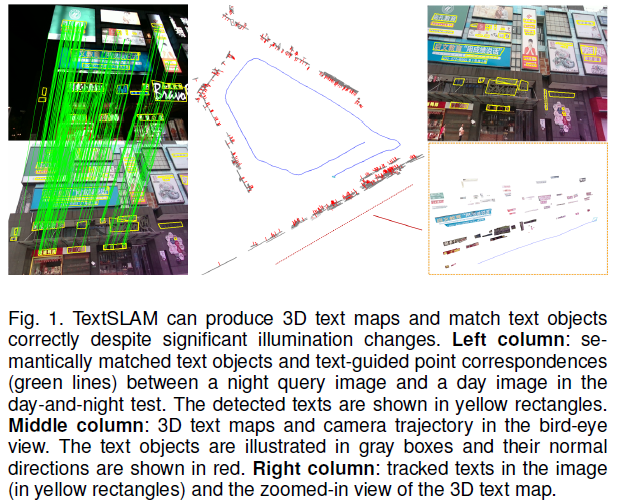 Brave
Fig. 1. TextSLAM can produce 3D text maps and match text objects
correctly despite significant illumination changes. Left column: se-
mantically matched text objects and text-guided point correspondences
(green lines) between a night query image and a day image in the
day-and-night test. The detected texts are shown in yellow rectangles.
Middle column: 3D text maps and camera trajectory in the bird-eye
view. The text objects are illustrated in gray boxes and their normal
directions are shown in red. Right column: tracked texts in the image
(in yellow rectangles) and the zoomed-in view of the 3D text map.